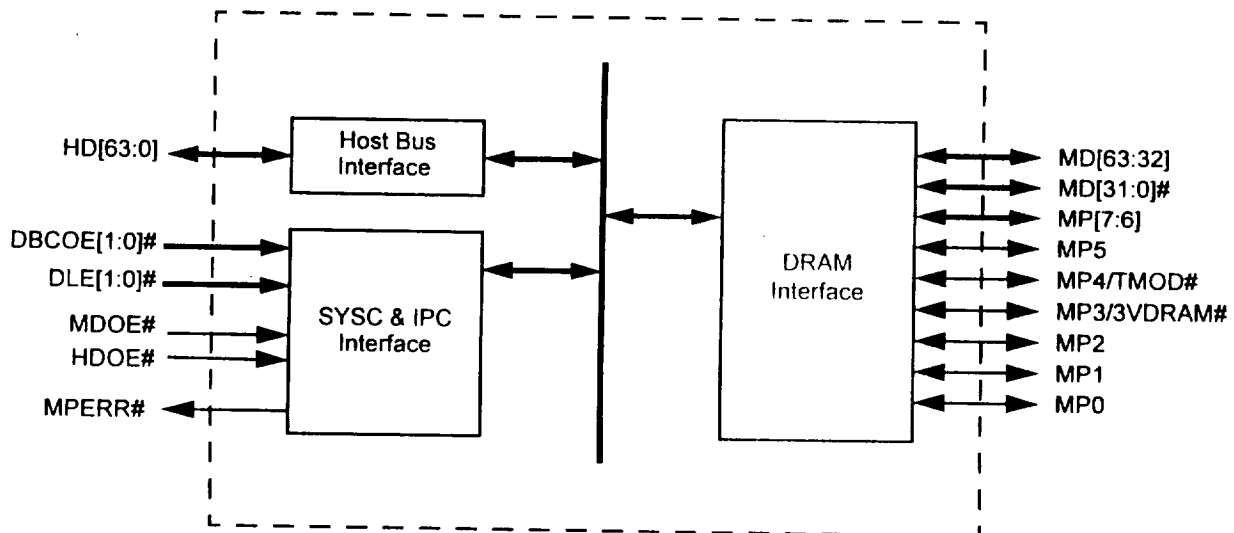 HD[63:0]
Host Bus
Interface
DBCOE[1:0]#
DLE[1:0]#
MDOE#
HDOE#
MPERR#
SYSC & IPC
Interface
DRAM
Interface
MD[63:32]
MD[31:0]#
MP[7:6]
MP5
MP4/TMOD#
MP3/3VDRAM#
MP2
MP1
MP0